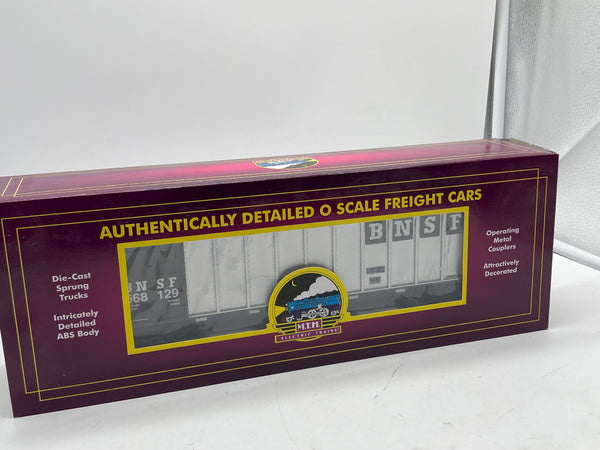 AUTHENTICALLY DETAILED O SCALE FREIGHT CARS
Die-Cast
Sprung
Trucks
Intricately
Detailed
ABS Body
BNSF
668129
BNSF
Operating
Metal
Couplers
Attractively
Decorated
M.T.H.
ELECTRIC TRAINS